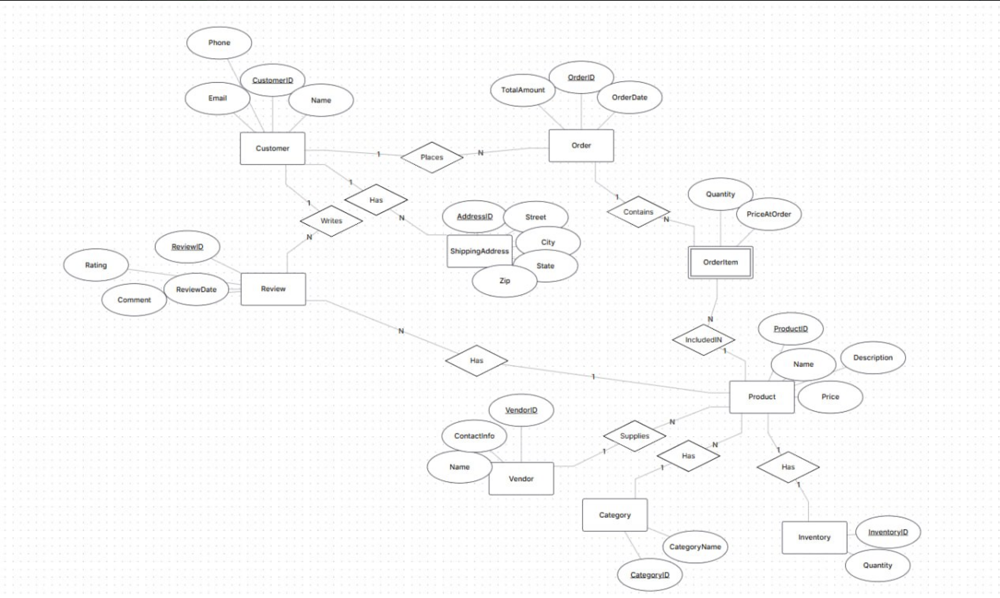 Phone
CustomerID
Email
Name
Customer
TotalAmount
OrderID
OrderDate
Order
1
Places
N
1
Has
N
1
Writes
N
AddressID
Street
City
State
Zip
ShippingAddress
1
Contains
N
Quantity
PriceAtOrder
OrderItem
ReviewID
Rating
ReviewDate
Comment
Review
N
Has
1
N
IncludedIN
1
ProductID
Name
Description
Price
Product
VendorID
ContactInfo
Name
Vendor
N
Supplies
1
N
Has
1
1
Has
1
Category
CategoryName
CategoryID
Inventory
InventoryID
Quantity